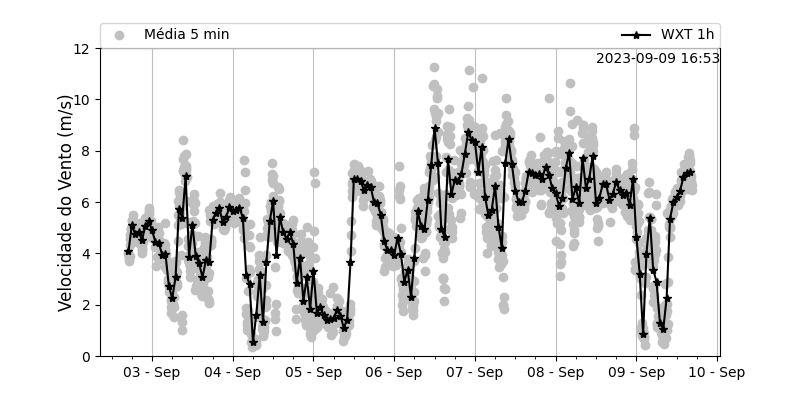 Média 5 min
WXT 1h
2023-09-09 16:53
Velocidade do Vento (m/s)
12
10
8
6
4
2
0
03 - Sep
04 - Sep
05 - Sep
06 - Sep
07 - Sep
08 - Sep
09 - Sep
10 - Sep